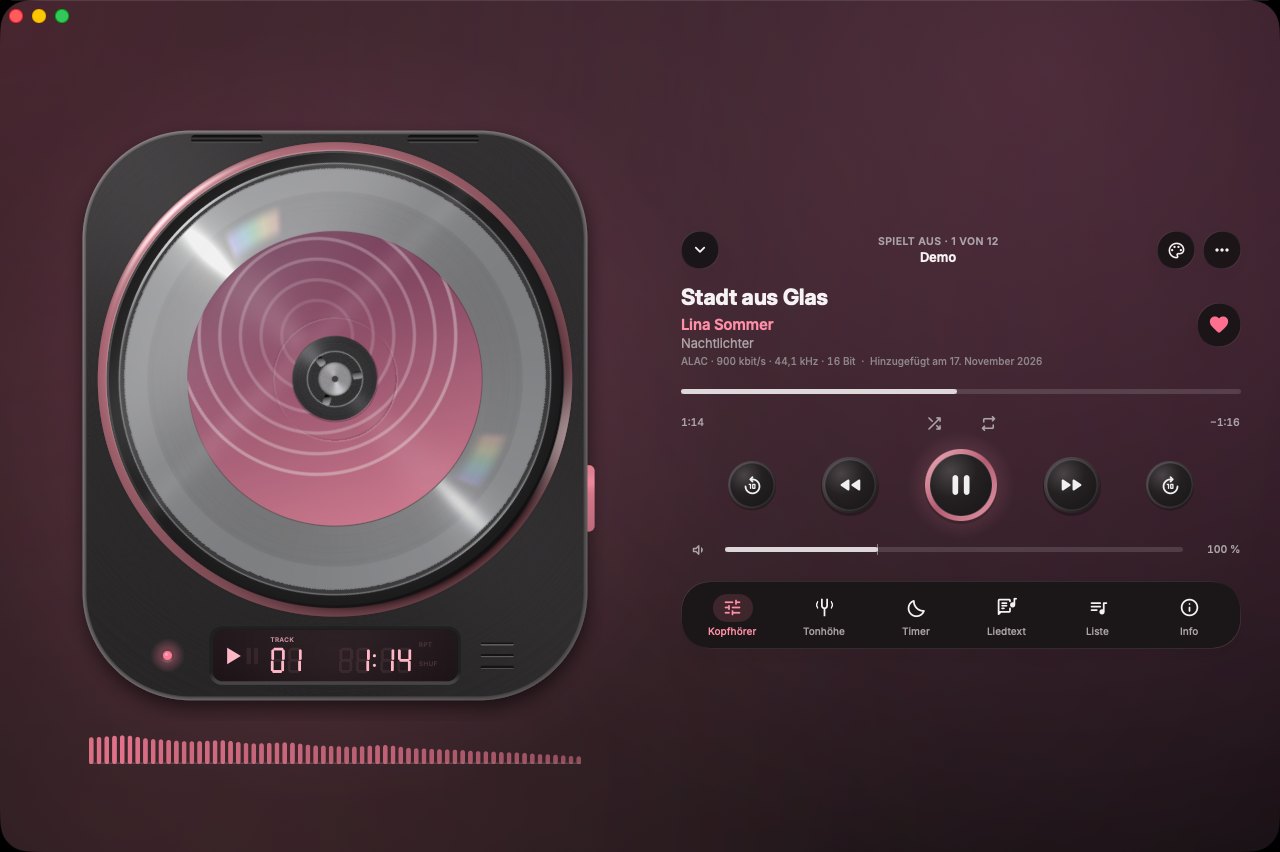 SPIELT AUS · 1 VON 12
Demo
Stadt aus Glas
Lina Sommer
Nachtlichter
ALAC · 900 kbit/s · 44,1 kHz · 16 Bit · Hinzugefügt am 17. November 2026
1:14
−1:16
10
10
100 %
Kopfhörer
Tonhöhe
Timer
Liedtext
Liste
Info
TRACK
01
1:14
RPT
SHUF